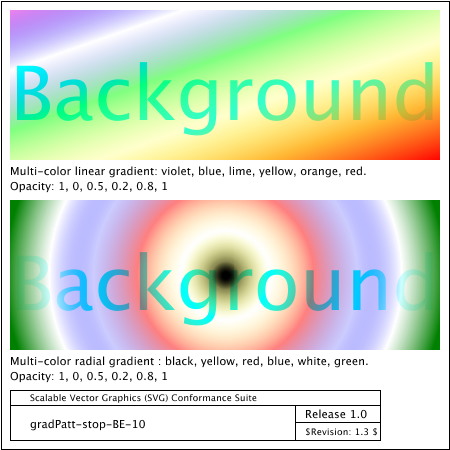 Background
Multi-color linear gradient: violet, blue, lime, yellow, orange, red.
Opacity: 1, 0, 0.5, 0.2, 0.8, 1
Background
Multi-color radial gradient : black, yellow, red, blue, white, green.
Opacity: 1, 0, 0.5, 0.2, 0.8, 1
Scalable Vector Graphics (SVG) Conformance Suite
gradPatt-stop-BE-10
Release 1.0
$Revision: 1.3 $